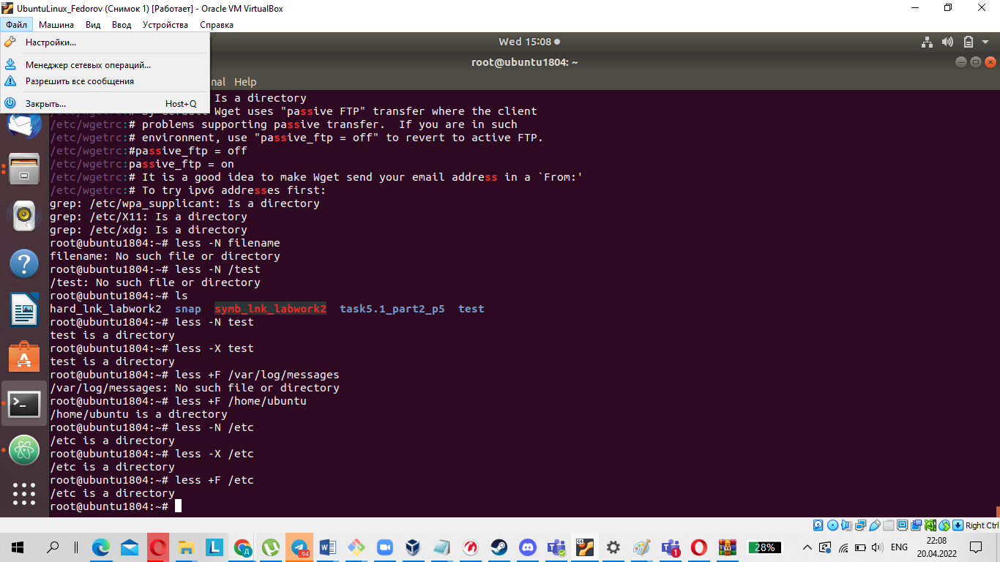 UbuntuLinux_Fedorov (Снимок 1) [Работает] - Oracle VM VirtualBox
Файл Машина Вид Ввод Устройства Справка
Настройки...
Менеджер сетевых операций...
Разрешить все сообщения
Закрыть... Host+Q
Wed 15:08
root@ubuntu1804: ~
nal Help
Is a directory
Wget uses "passive FTP" transfer where the client
/etc/wgetrc:# problems supporting passive transfer.  If you are in such
/etc/wgetrc:# environment, use "passive_ftp = off" to revert to active FTP.
/etc/wgetrc:#passive_ftp = off
/etc/wgetrc:passive_ftp = on
/etc/wgetrc:# It is a good idea to make Wget send your email address in a `From:'
/etc/wgetrc:# To try ipv6 addresses first:
grep: /etc/wpa_supplicant: Is a directory
grep: /etc/X11: Is a directory
grep: /etc/xdg: Is a directory
root@ubuntu1804:~# less -N filename
filename: No such file or directory
root@ubuntu1804:~# less -N /test
/test: No such file or directory
root@ubuntu1804:~# ls
hard_lnk_labwork2  snap  symb_lnk_labwork2  task5.1_part2_p5  test
root@ubuntu1804:~# less -N test
test is a directory
root@ubuntu1804:~# less -X test
test is a directory
root@ubuntu1804:~# less +F /var/log/messages
/var/log/messages: No such file or directory
root@ubuntu1804:~# less +F /home/ubuntu
/home/ubuntu is a directory
root@ubuntu1804:~# less -N /etc
/etc is a directory
root@ubuntu1804:~# less -X /etc
/etc is a directory
root@ubuntu1804:~# less +F /etc
/etc is a directory
root@ubuntu1804:~#
Right Ctrl
28%
ENG
22:08
20.04.2022